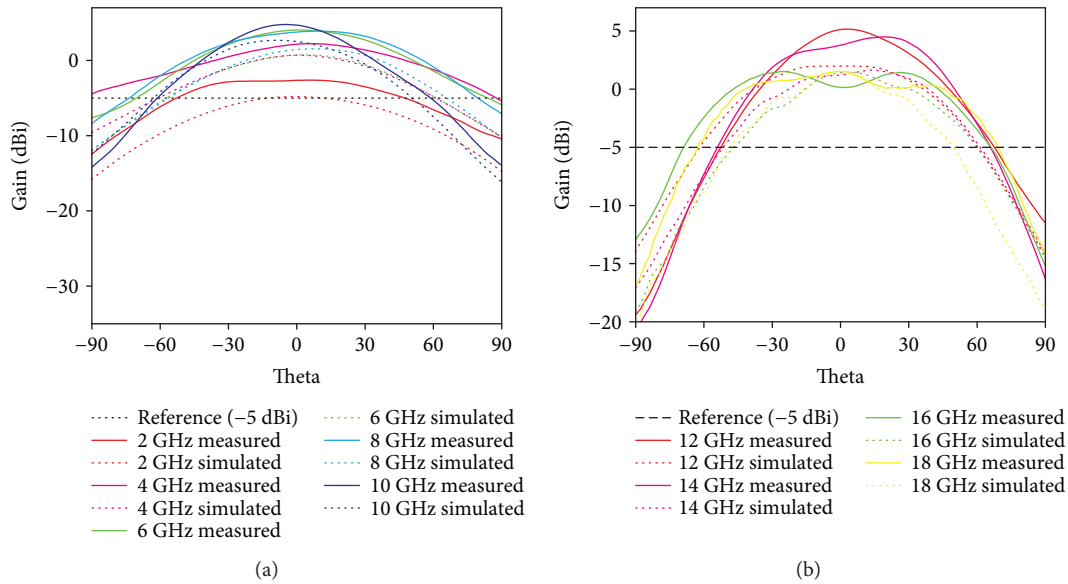 0
−10
−20
−30
Gain (dBi)
−90
−60
−30
0
30
60
90
Theta
Reference (−5 dBi)
2 GHz measured
2 GHz simulated
4 GHz measured
4 GHz simulated
6 GHz measured
6 GHz simulated
8 GHz measured
8 GHz simulated
10 GHz measured
10 GHz simulated
(a)
5
0
−5
−10
−15
−20
Gain (dBi)
−90
−60
−30
0
30
60
90
Theta
Reference (−5 dBi)
12 GHz measured
12 GHz simulated
14 GHz measured
14 GHz simulated
16 GHz measured
16 GHz simulated
18 GHz measured
18 GHz simulated
(b)